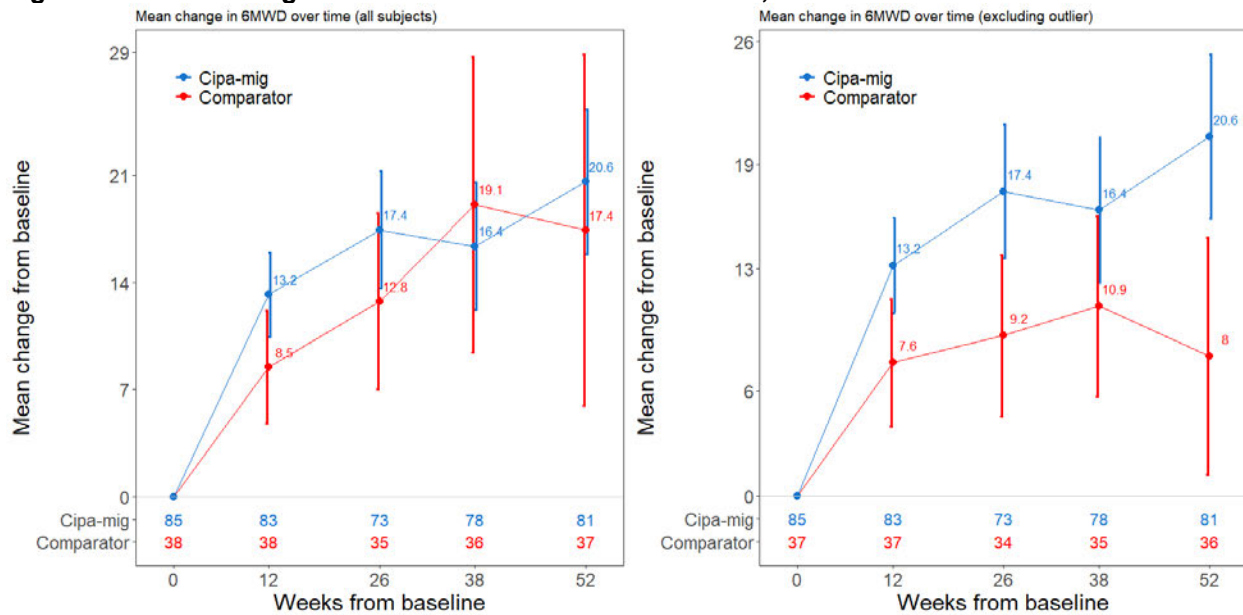 Mean change in 6MWD over time (all subjects)
29
21
14
7
0
Mean change from baseline
Cipa-mig
Comparator
13.2
17.4
16.4
20.6
8.5
12.8
19.1
17.4
Cipa-mig 85 83 73 78 81
Comparator 38 38 35 36 37
0 12 26 38 52
Weeks from baseline
Mean change in 6MWD over time (excluding outlier)
26
19
13
6
0
Mean change from baseline
Cipa-mig
Comparator
13.2
17.4
16.4
20.6
7.6
9.2
10.9
8
Cipa-mig 85 83 73 78 81
Comparator 37 37 34 35 36
0 12 26 38 52
Weeks from baseline